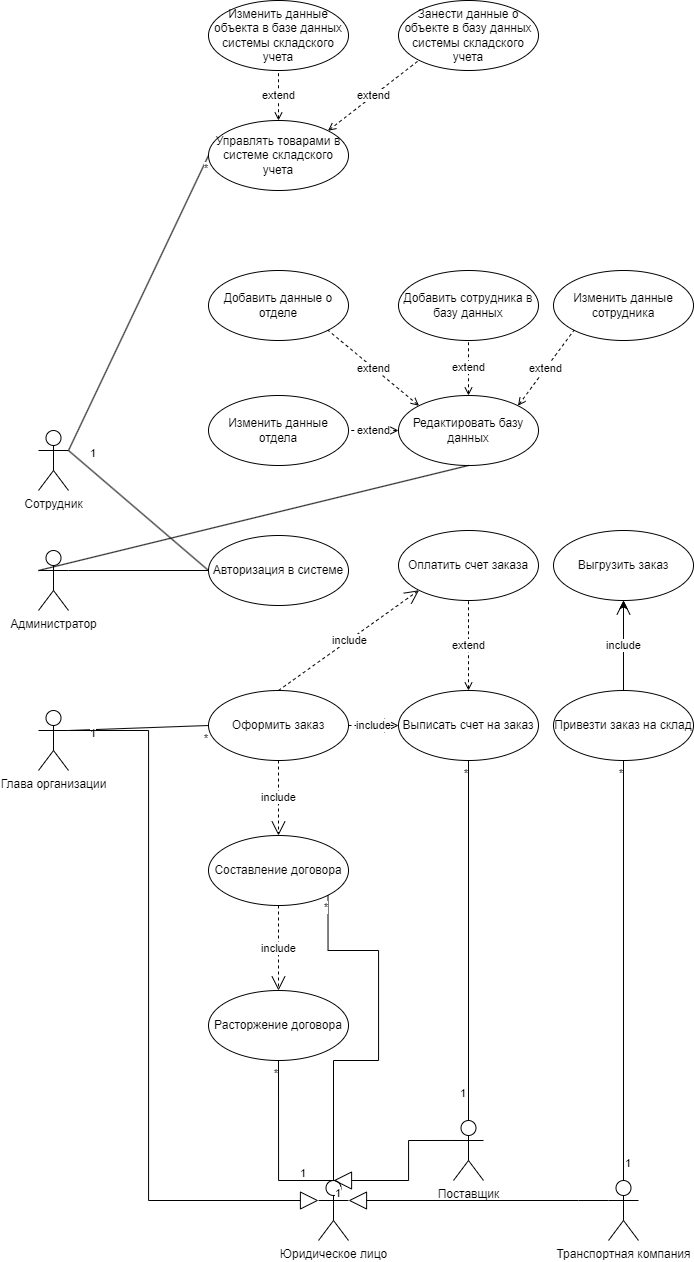 Изменить данные
объекта в базе данных
системы складского
учета
Занести данные о
объекте в базу данных
системы складского
учета
extend
extend
Управлять товарами в
системе складского
учета
*
Добавить данные о
отделе
Добавить сотрудника в
базу данных
Изменить данные
сотрудника
extend
extend
extend
Изменить данные
отдела
extend
Редактировать базу
данных
1
Сотрудник
Авторизация в системе
Оплатить счет заказа
Выгрузить заказ
Администратор
include
extend
include
Оформить заказ
include
Выписать счет на заказ
Привезти заказ на склад
1
*
Глава организации
*
*
include
Составление договора
*
include
Расторжение договора
*
1
1
1
1
Поставщик
Юридическое лицо
Транспортная компания